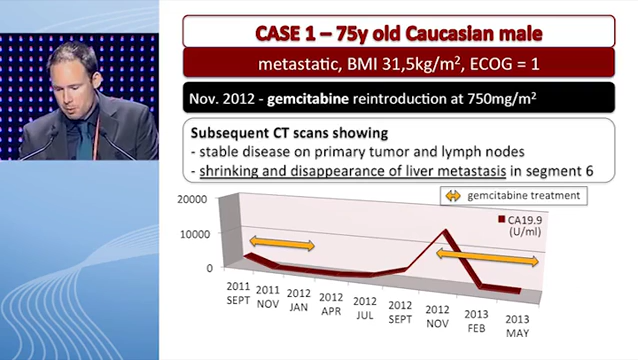 CASE 1 – 75y old Caucasian male
metastatic, BMI 31,5kg/m², ECOG = 1
Nov. 2012 - gemcitabine reintroduction at 750mg/m²
Subsequent CT scans showing
- stable disease on primary tumor and lymph nodes
- shrinking and disappearance of liver metastasis in segment 6
gemcitabine treatment
20000
10000
0
CA19.9
(U/ml)
2011 SEPT
2011 NOV
2012 JAN
2012 APR
2012 JUL
2012 SEPT
2012 NOV
2013 FEB
2013 MAY